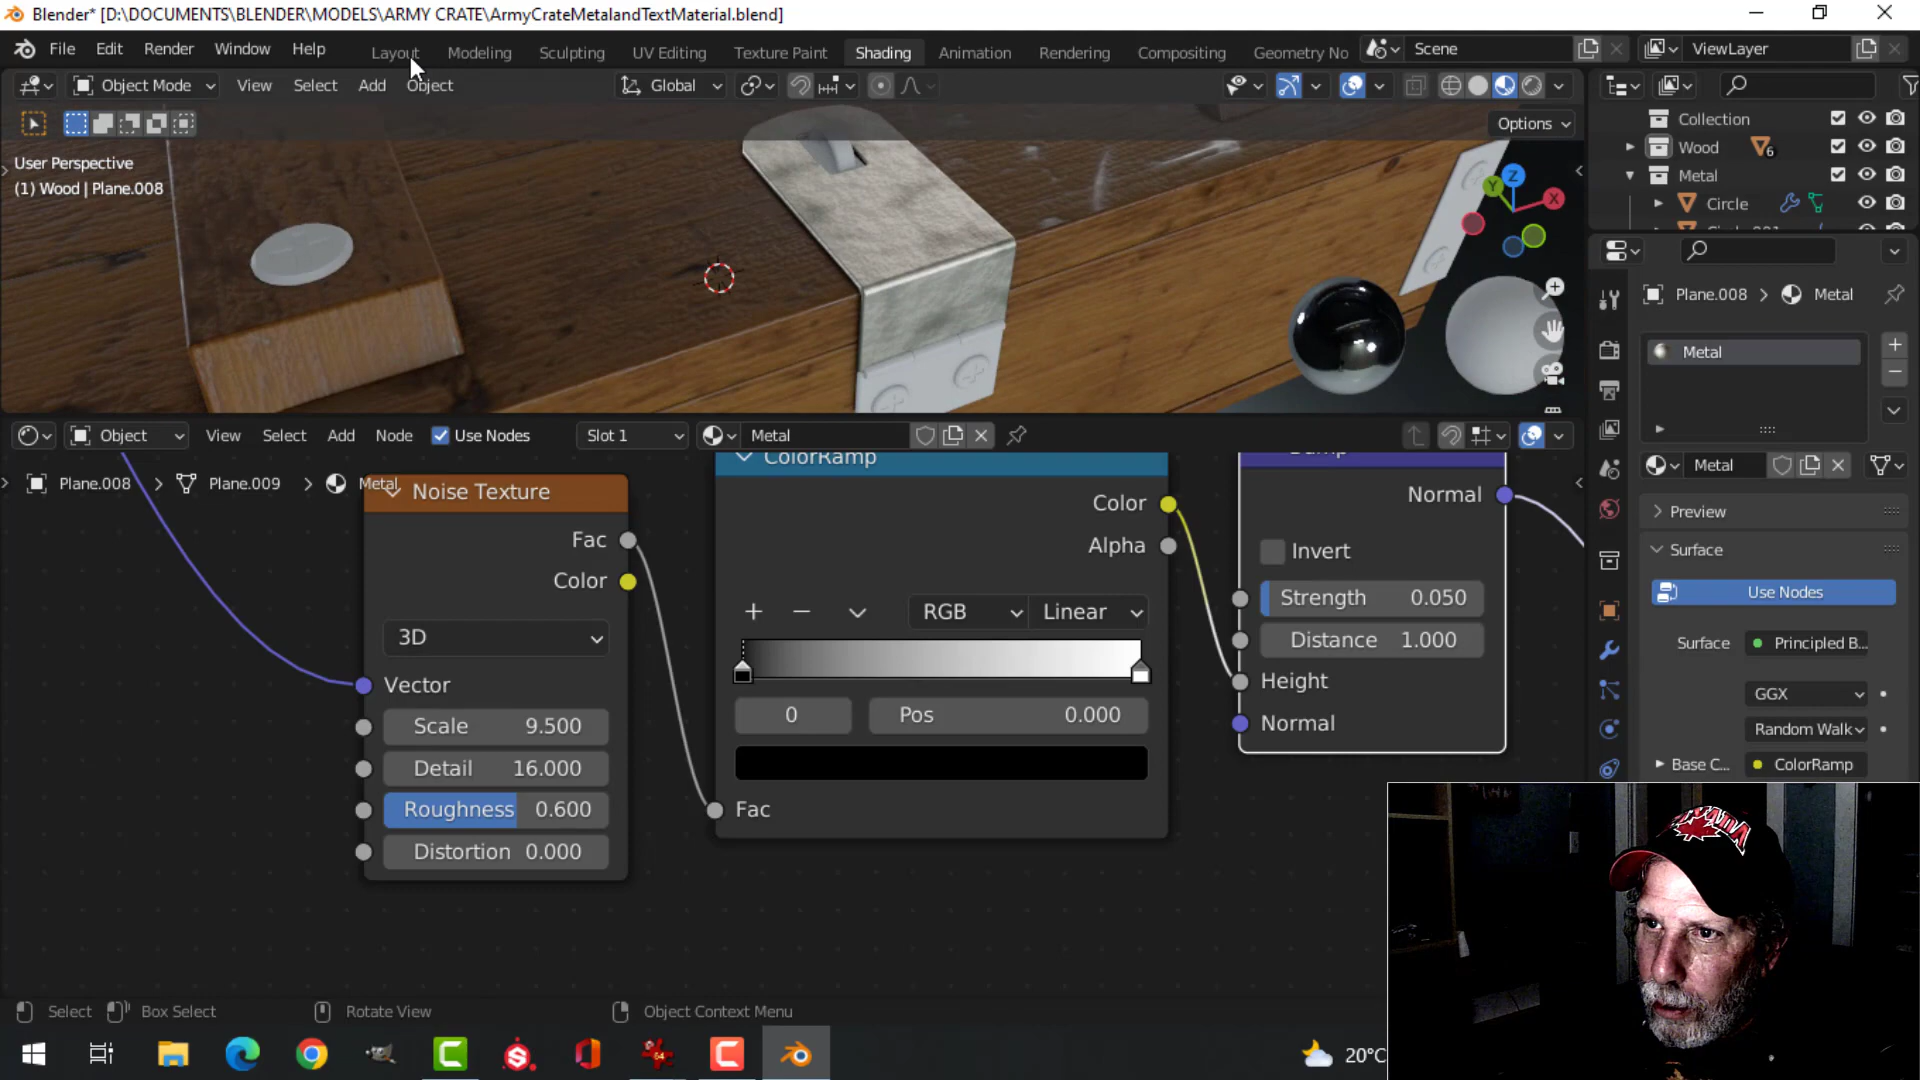 Blender* [D:\DOCUMENTS\BLENDER\MODELS\ARMY CRATE\ArmyCrateMetalandTextMaterial.blend]
File Edit Render Window Help Layout Modeling Sculpting UV Editing Texture Paint Shading Animation Rendering Compositing Geometry No Scene ViewLayer
Object Mode View Select Add Object Global
Options
User Perspective
(1) Wood | Plane.008
Z
Y
X
Collection
Wood 6
Metal
Circle
Plane.008 > Metal
Metal
Object View Select Add Node Use Nodes Slot 1 Metal
Metal
Plane.008 > Plane.009 > Metal
Noise Texture
Fac
Color
3D
Vector
Scale 9.500
Detail 16.000
Roughness 0.600
Distortion 0.000
ColorRamp
Color
Alpha
RGB Linear
0 Pos 0.000
Fac
Normal
Invert
Strength 0.050
Distance 1.000
Height
Normal
Preview
Surface
Use Nodes
Surface Principled B...
GGX
Random Walk
Base C... ColorRamp
CANADA
Select Box Select Rotate View Object Context Menu
20°C